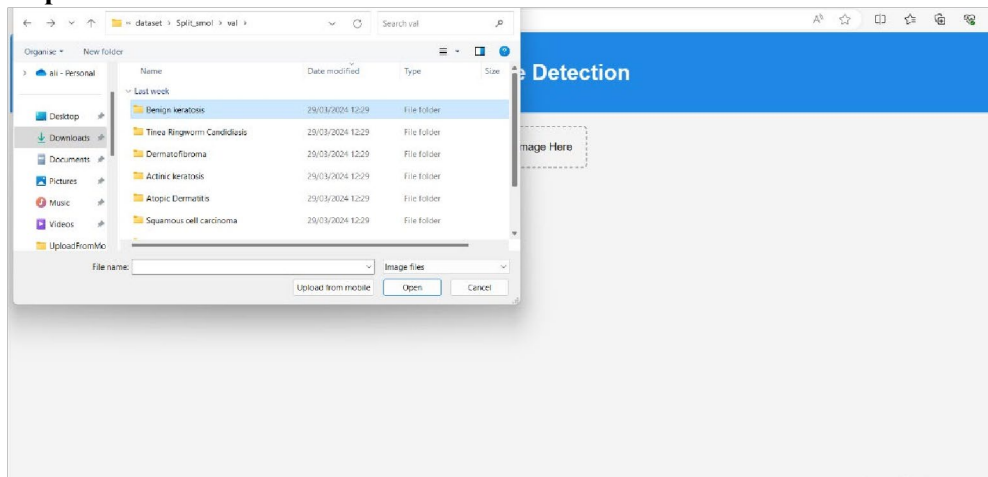 dataset > Split_smol > val >
Search val
Organise
New folder
Name
Date modified
Type
Size
ali - Personal
Last week
Benign keratosis
29/03/2024 12:29
File folder
Desktop
Tinea Ringworm Candidiasis
29/03/2024 12:29
File folder
Downloads
Dermatofibroma
29/03/2024 12:29
File folder
Documents
Actinic keratosis
29/03/2024 12:29
File folder
Pictures
Atopic Dermatitis
29/03/2024 12:29
File folder
Music
Squamous cell carcinoma
29/03/2024 12:29
File folder
Videos
UploadFromMo
File name:
Image files
Upload from mobile
Open
Cancel
e Detection
mage Here